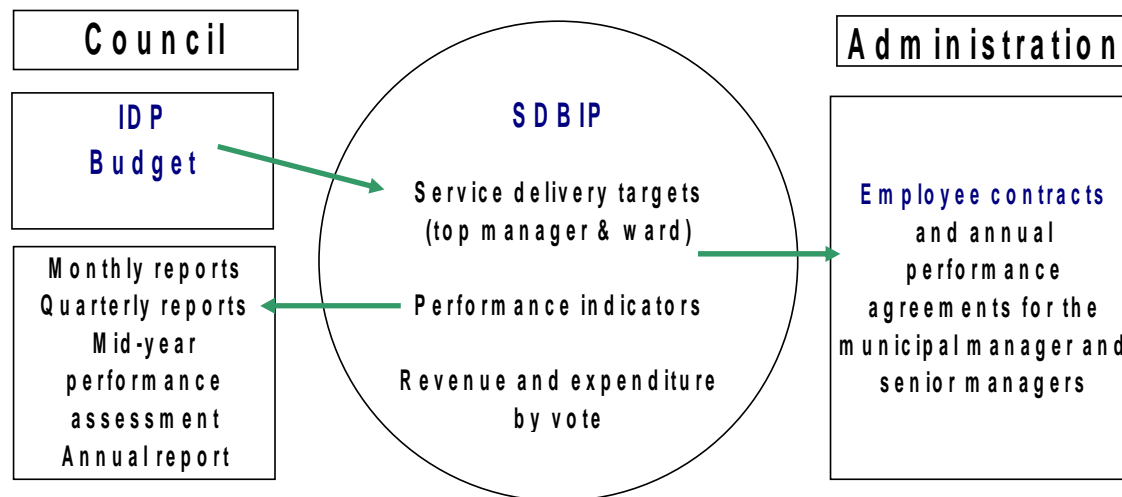 Council
IDP
Budget
Monthly reports
Quarterly reports
Mid-year
performance
assessment
Annual report
SDBIP
Service delivery targets
(top manager & ward)
Performance indicators
Revenue and expenditure
by vote
Administration
Employee contracts
and annual
performance
agreements for the
municipal manager and
senior managers